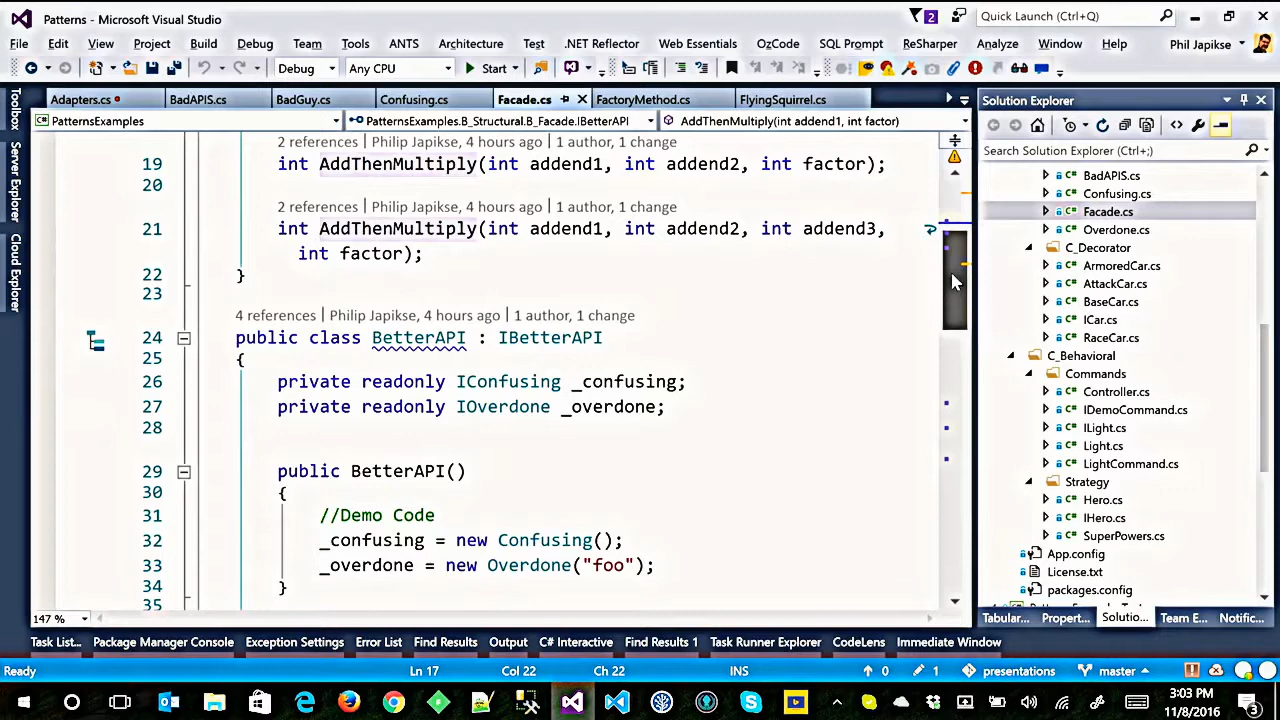 Patterns - Microsoft Visual Studio
2
Quick Launch (Ctrl+Q)
File Edit View Project Build Debug Team Tools ANTS Architecture Test .NET Reflector Web Essentials OzCode SQL Prompt ReSharper Analyze Window Help Phil Japikse
Debug Any CPU Start
Toolbox
Server Explorer
Cloud Explorer
Adapters.cs BadAPIS.cs BadGuy.cs Confusing.cs Facade.cs FactoryMethod.cs FlyingSquirrel.cs
PatternsExamples PatternsExamples.B_Structural.B_Facade.IBetterAPI AddThenMultiply(int addend1, int factor)
2 references | Philip Japikse, 4 hours ago | 1 author, 1 change
19 int AddThenMultiply(int addend1, int addend2, int factor);
20
2 references | Philip Japikse, 4 hours ago | 1 author, 1 change
21 int AddThenMultiply(int addend1, int addend2, int addend3,
int factor);
22 }
23
4 references | Philip Japikse, 4 hours ago | 1 author, 1 change
24 public class BetterAPI : IBetterAPI
25 {
26 private readonly IConfusing _confusing;
27 private readonly IOverdone _overdone;
28
29 public BetterAPI()
30 {
31 //Demo Code
32 _confusing = new Confusing();
33 _overdone = new Overdone("foo");
34 }
35
147 %
Solution Explorer
Search Solution Explorer (Ctrl+;)
C# BadAPIS.cs
C# Confusing.cs
C# Facade.cs
C# Overdone.cs
C_Decorator
C# ArmoredCar.cs
C# AttackCar.cs
C# BaseCar.cs
C# ICar.cs
C# RaceCar.cs
C_Behavioral
Commands
C# Controller.cs
C# IDemoCommand.cs
C# ILight.cs
C# Light.cs
C# LightCommand.cs
Strategy
C# Hero.cs
C# IHero.cs
C# SuperPowers.cs
App.config
License.txt
packages.config
Tabular... Propert... Solutio... Team E... Notific...
Task List... Package Manager Console Exception Settings Error List Find Results Output C# Interactive Find Results 1 Task Runner Explorer CodeLens Immediate Window
Ready Ln 17 Col 22 Ch 22 INS 0 1 presentations master
3:03 PM
11/8/2016
3